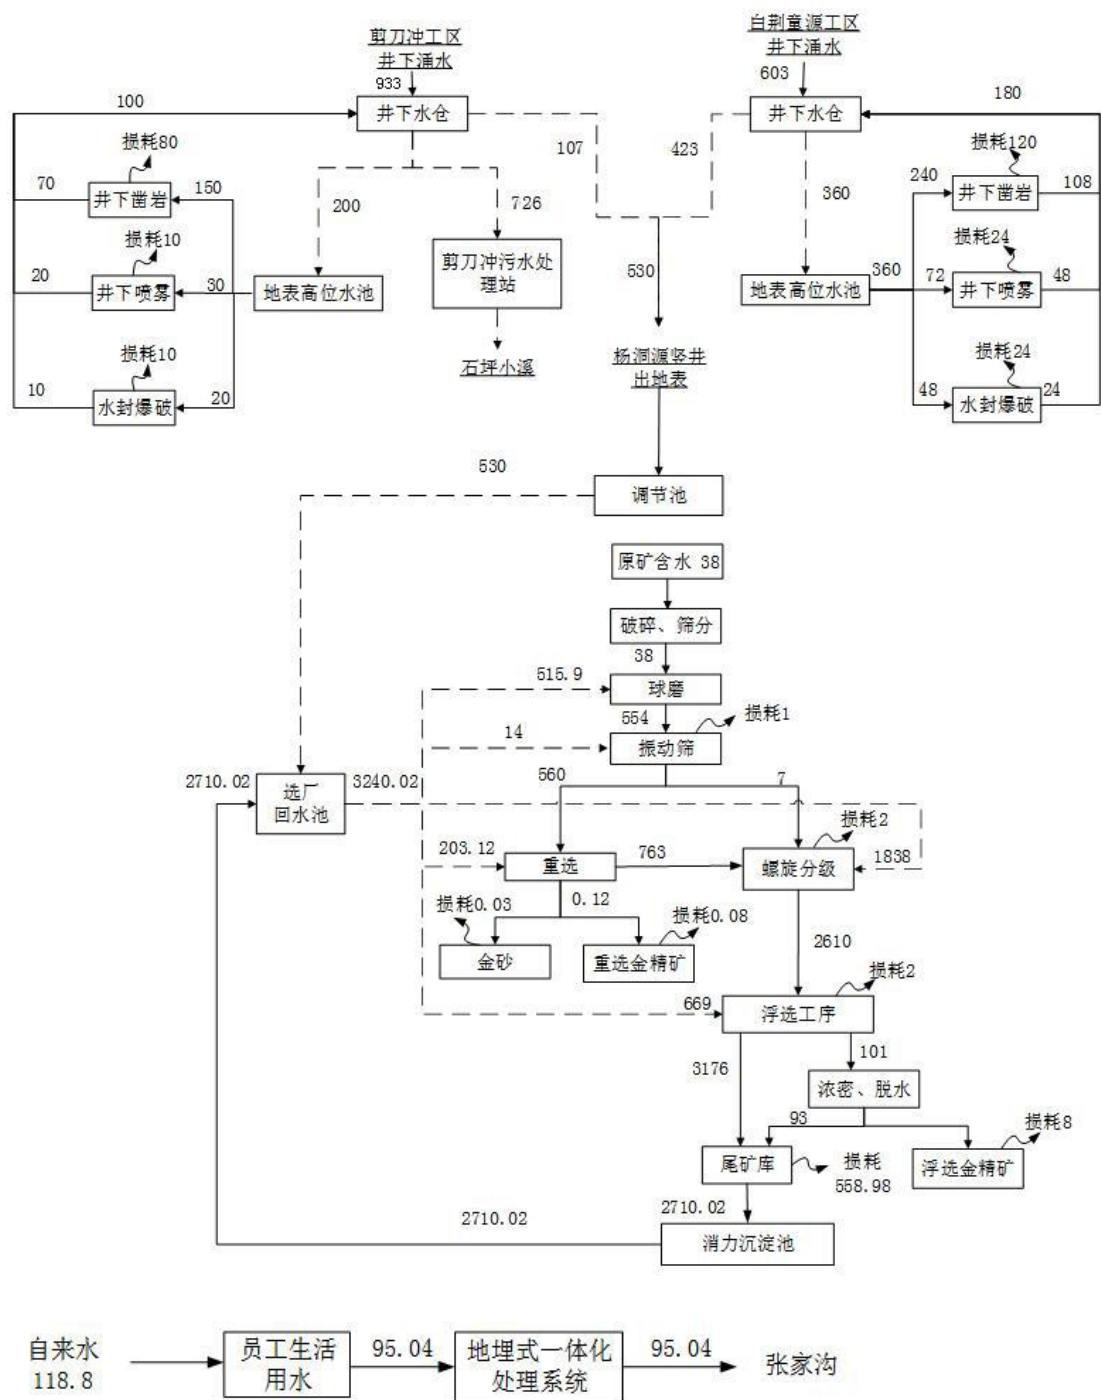 剪刀冲工区
井下涌水
白荆童源工区
井下涌水
933
603
100
井下水仓
井下水仓
180
损耗80
107
423
损耗120
70
井下凿岩
150
200
726
360
240
井下凿岩
108
损耗10
损耗24
20
井下喷雾
30
地表高位水池
剪刀冲污水处
理站
530
地表高位水池
360
72
井下喷雾
48
损耗10
石坪小溪
杨洞源竖井
出地表
损耗24
10
水封爆破
20
48
水封爆破
24
530
调节池
原矿含水 38
破碎、筛分
38
515.9
球磨
554
损耗1
14
振动筛
2710.02
选厂
回水池
3240.02
560
7
损耗2
203.12
重选
763
螺旋分级
1838
损耗0.03
0.12
损耗0.08
金砂
重选金精矿
2610
损耗2
669
浮选工序
3176
101
浓密、脱水
93
损耗8
尾矿库
损耗
558.98
浮选金精矿
2710.02
2710.02
消力沉淀池
自来水
118.8
员工生活
用水
95.04
地埋式一体化
处理系统
95.04
张家沟